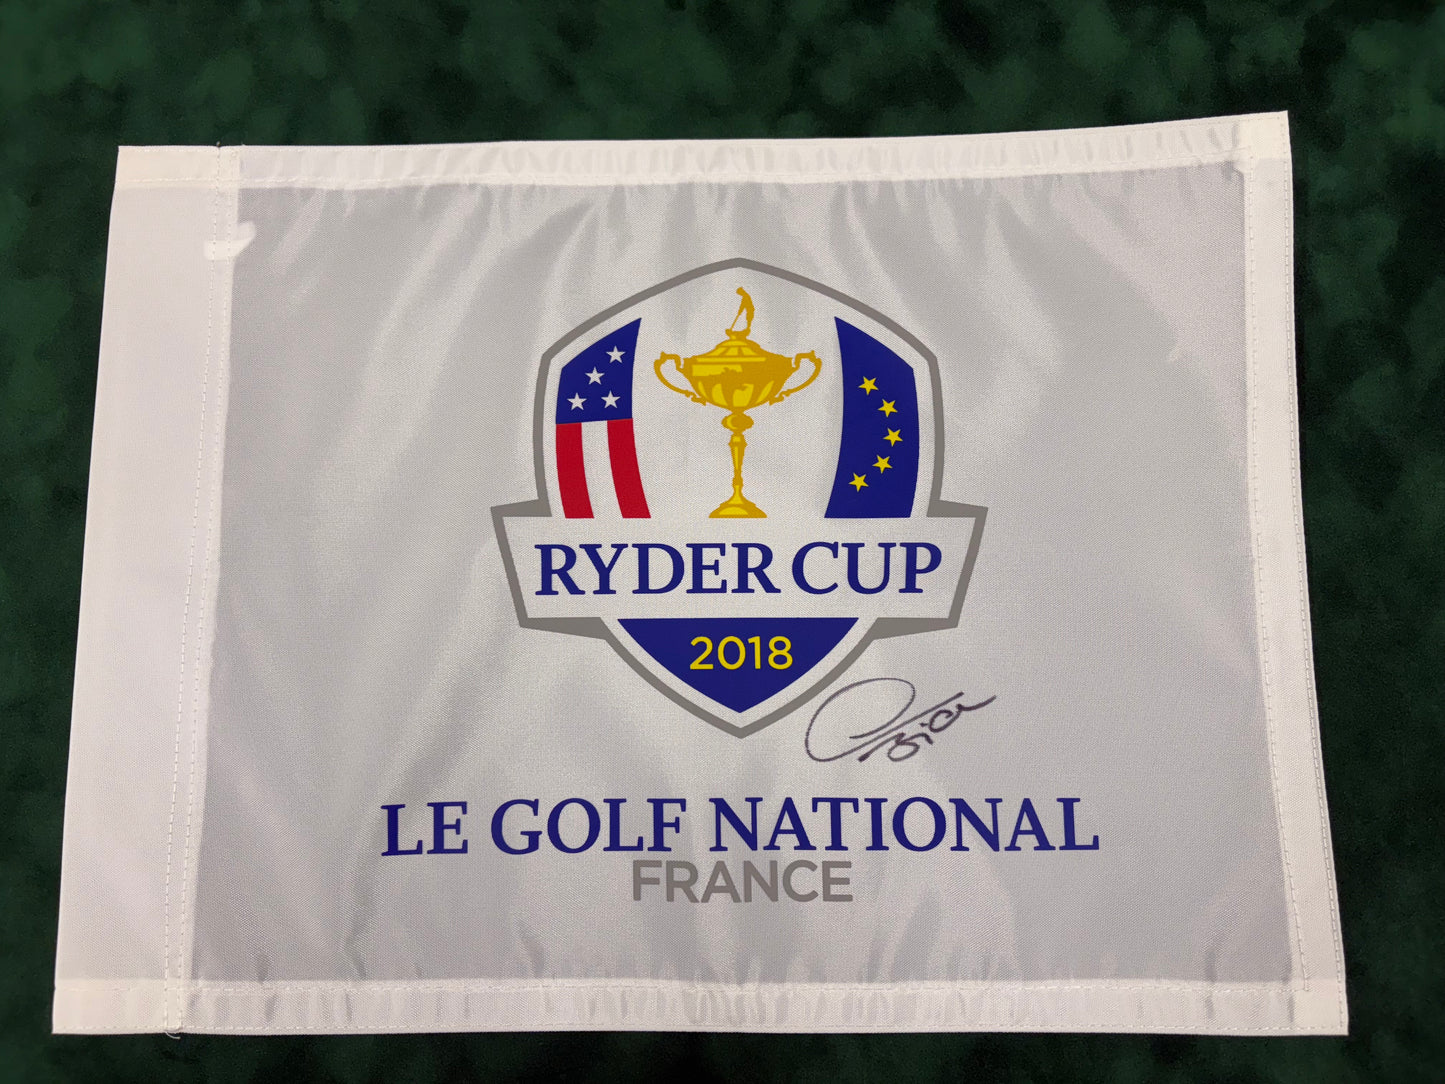 RYDER CUP
2018
LE GOLF NATIONAL
FRANCE